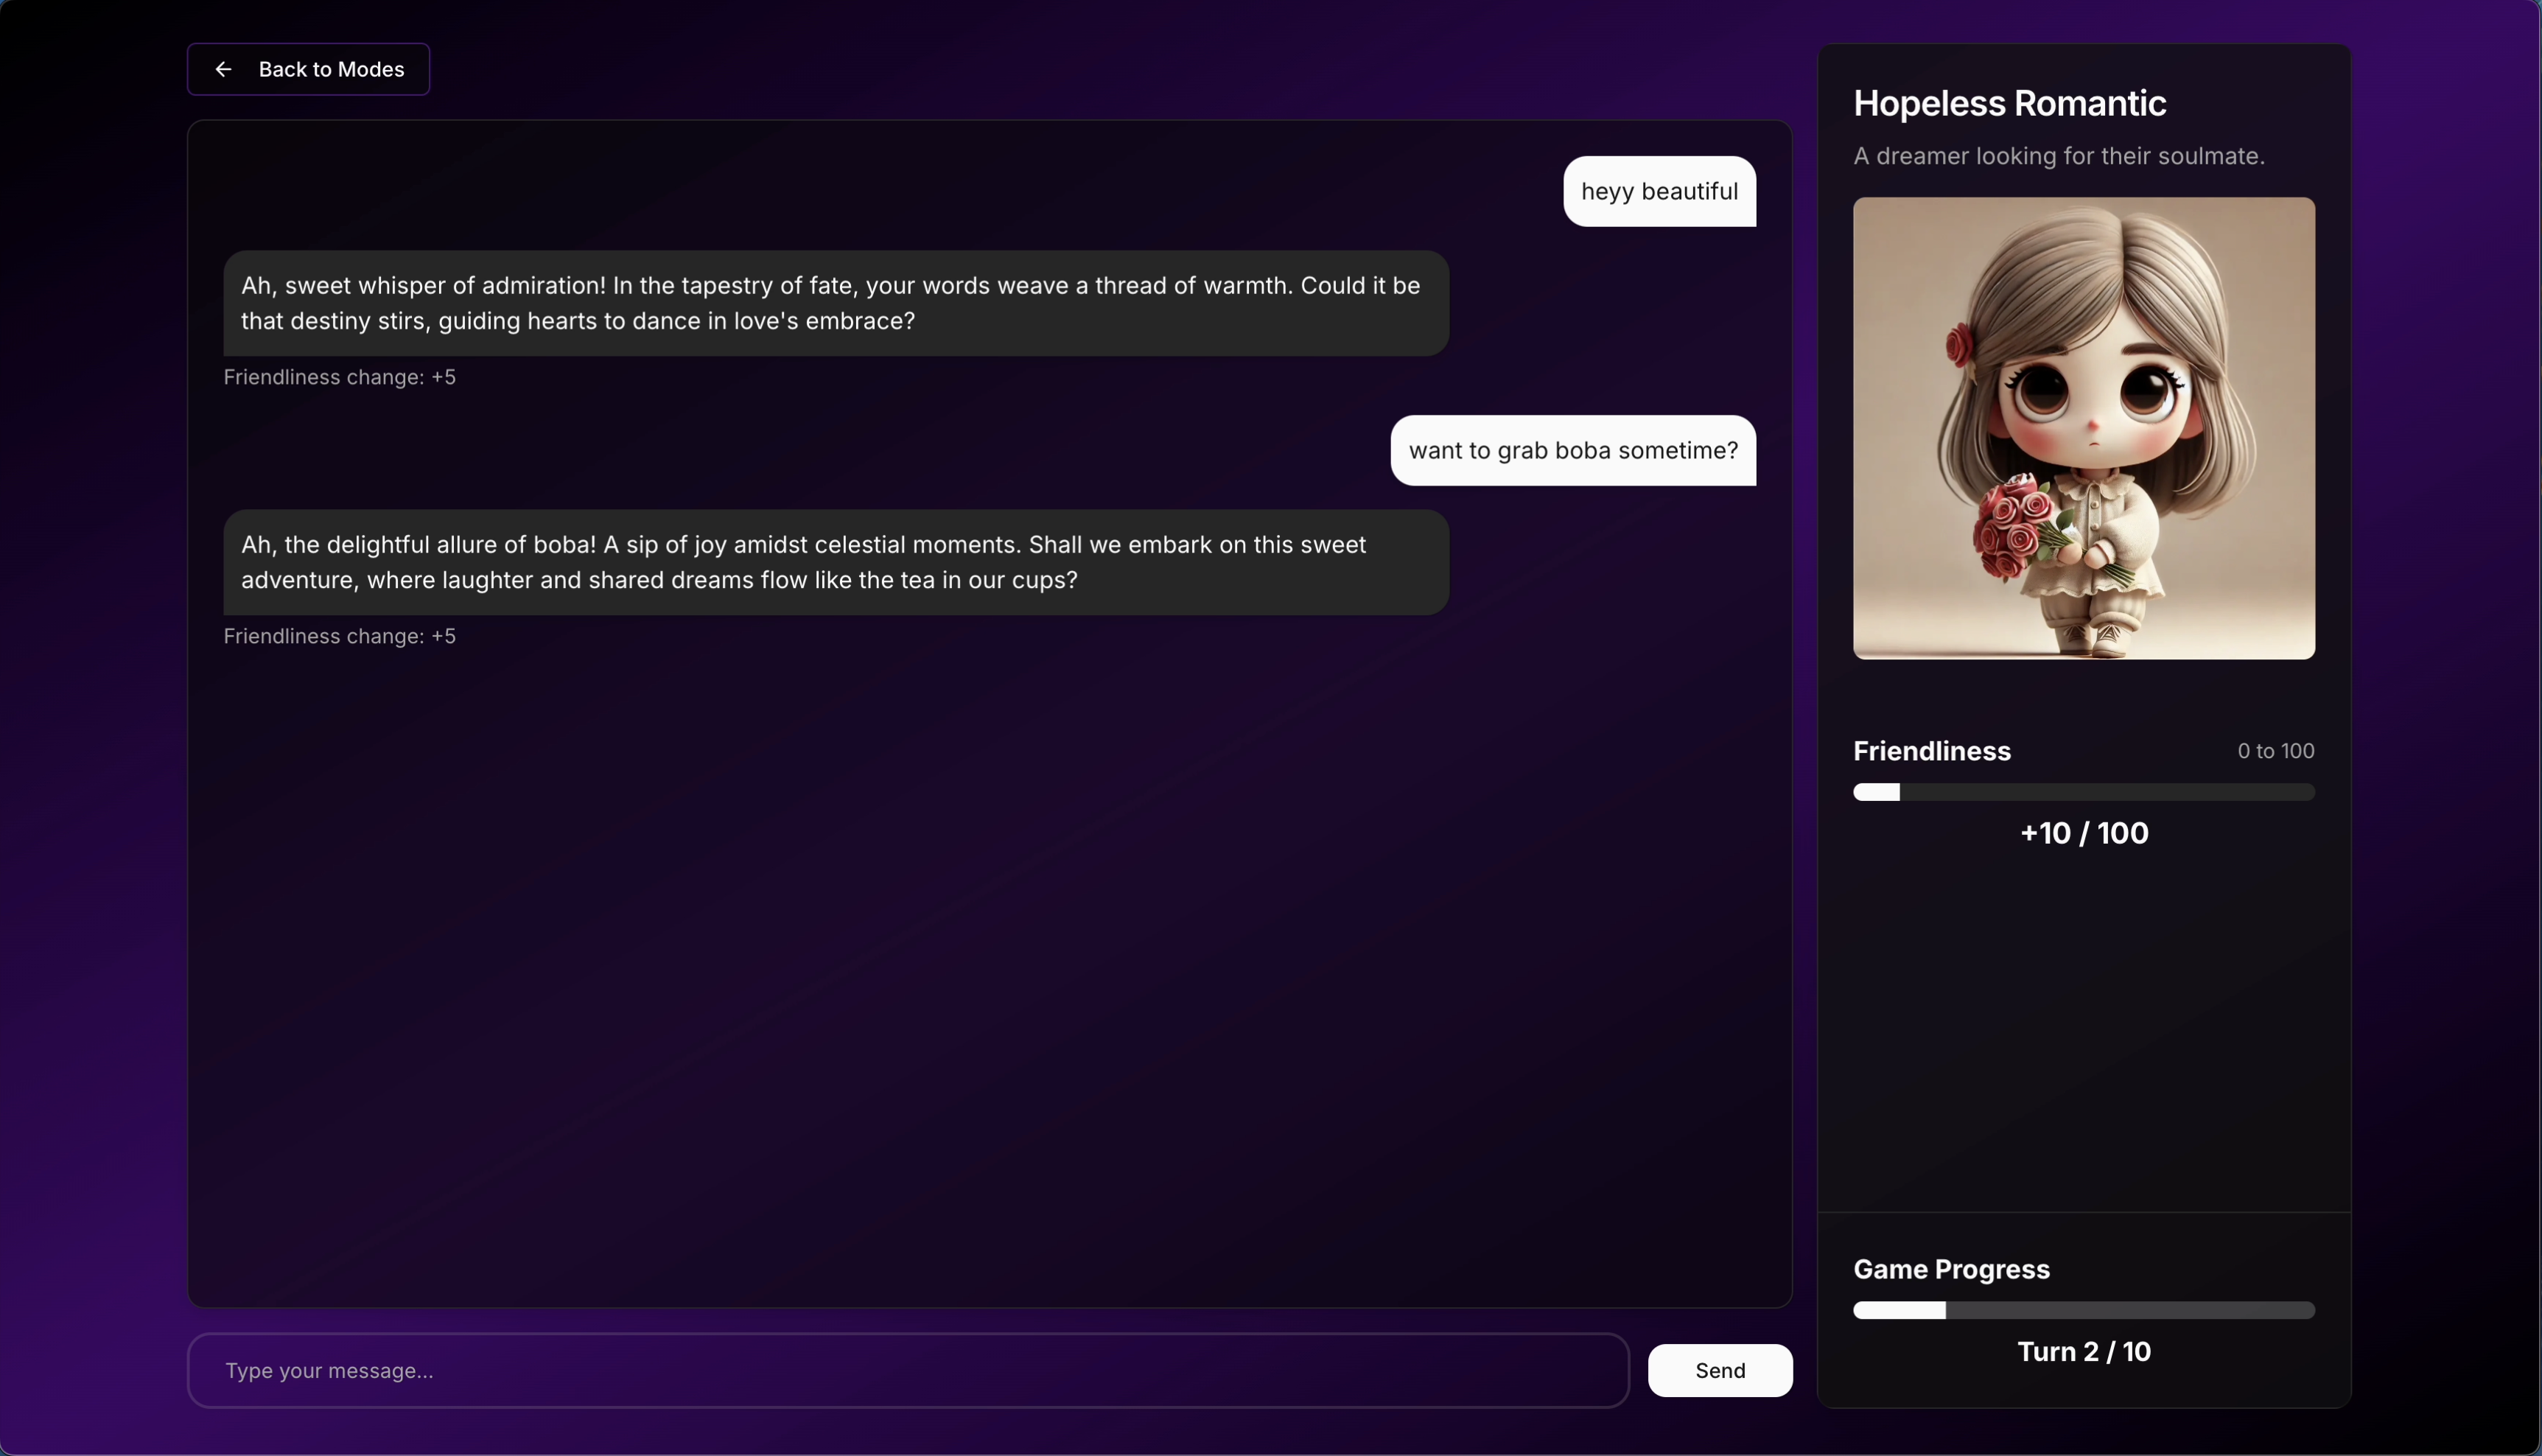 Back to Modes
heyy beautiful
Ah, sweet whisper of admiration! In the tapestry of fate, your words weave a thread of warmth. Could it be
that destiny stirs, guiding hearts to dance in love's embrace?
Friendliness change: +5
want to grab boba sometime?
Ah, the delightful allure of boba! A sip of joy amidst celestial moments. Shall we embark on this sweet
adventure, where laughter and shared dreams flow like the tea in our cups?
Friendliness change: +5
Type your message...
Send
Hopeless Romantic
A dreamer looking for their soulmate.
Friendliness
0 to 100
+10 / 100
Game Progress
Turn 2 / 10